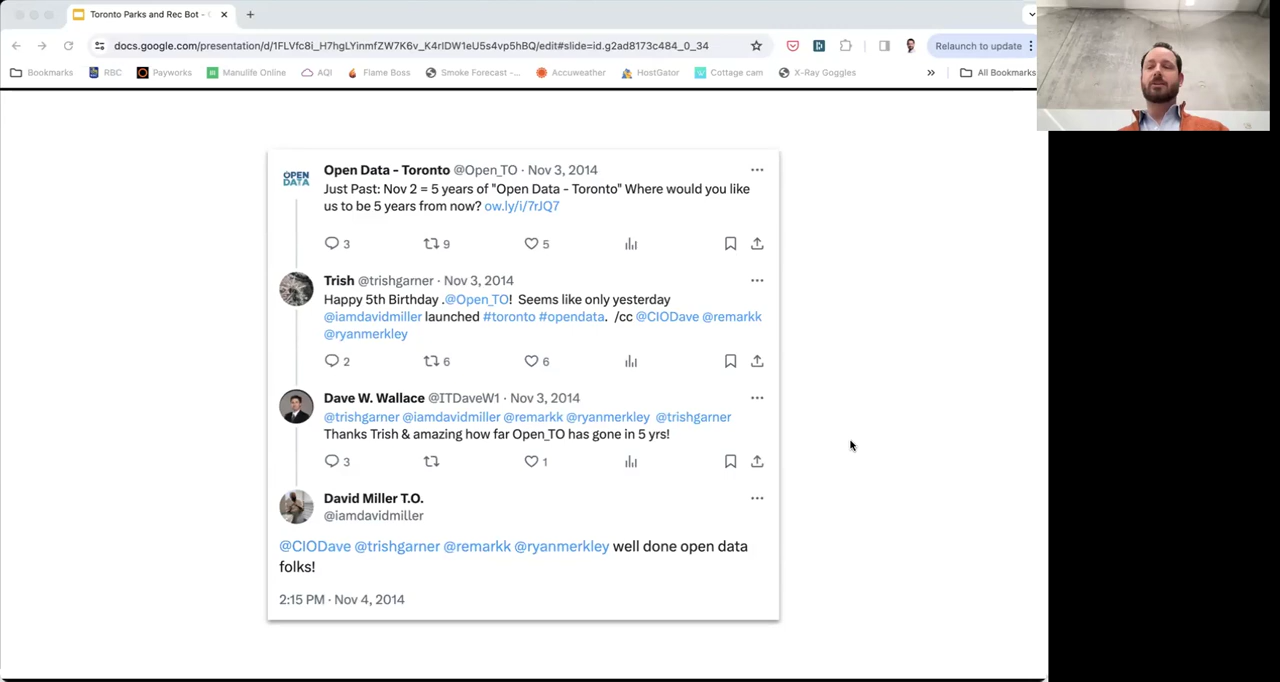 Toronto Parks and Rec Bot -
docs.google.com/presentation/d/1FLVfc8i_H7hgLYinmfZW7K6v_K4rIDW1eU5s4vp5hBQ/edit#slide=id.g2ad8173c484_0_34
Relaunch to update
Bookmarks
RBC
Payworks
Manulife Online
AQI
Flame Boss
Smoke Forecast -...
Accuweather
HostGator
Cottage cam
X-Ray Goggles
»
All Bookmarks
OPEN
DATA
Open Data - Toronto @Open_TO · Nov 3, 2014
Just Past: Nov 2 = 5 years of "Open Data - Toronto" Where would you like
us to be 5 years from now? ow.ly/i/7rJQ7
3 9 5
Trish @trishgarner · Nov 3, 2014
Happy 5th Birthday .@Open_TO! Seems like only yesterday
@iamdavidmiller launched #toronto #opendata. /cc @CIODave @remarkk
@ryanmerkley
2 6 6
Dave W. Wallace @ITDaveW1 · Nov 3, 2014
@trishgarner @iamdavidmiller @remarkk @ryanmerkley @trishgarner
Thanks Trish & amazing how far Open_TO has gone in 5 yrs!
3 1
David Miller T.O.
@iamdavidmiller
@CIODave @trishgarner @remarkk @ryanmerkley well done open data
folks!
2:15 PM · Nov 4, 2014